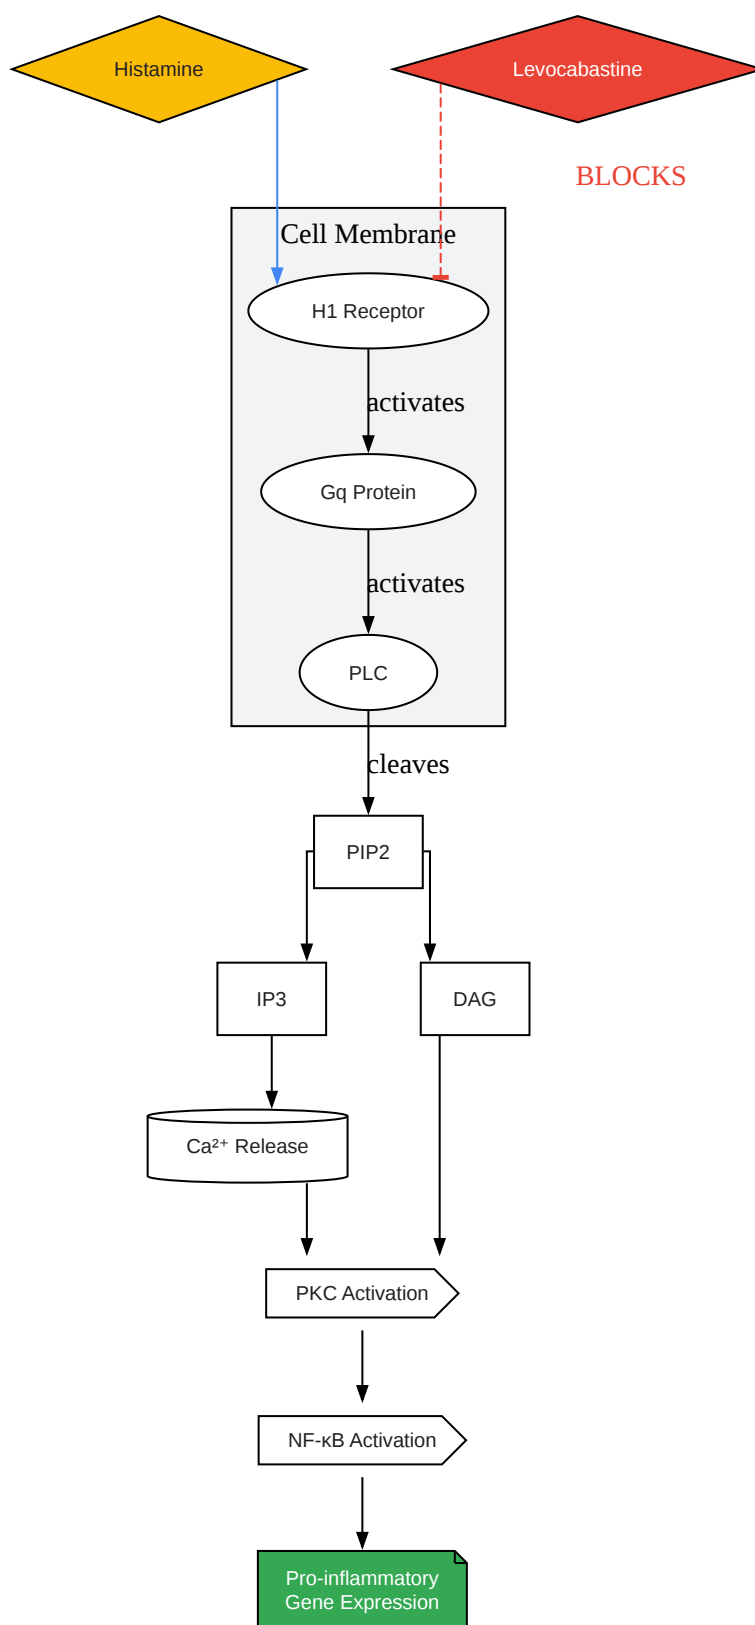 Histamine
Levocabastine
BLOCKS
Cell Membrane
H1 Receptor
activates
Gq Protein
activates
PLC
cleaves
PIP2
IP3
DAG
Ca²⁺ Release
PKC Activation
NF-κB Activation
Pro-inflammatory
Gene Expression